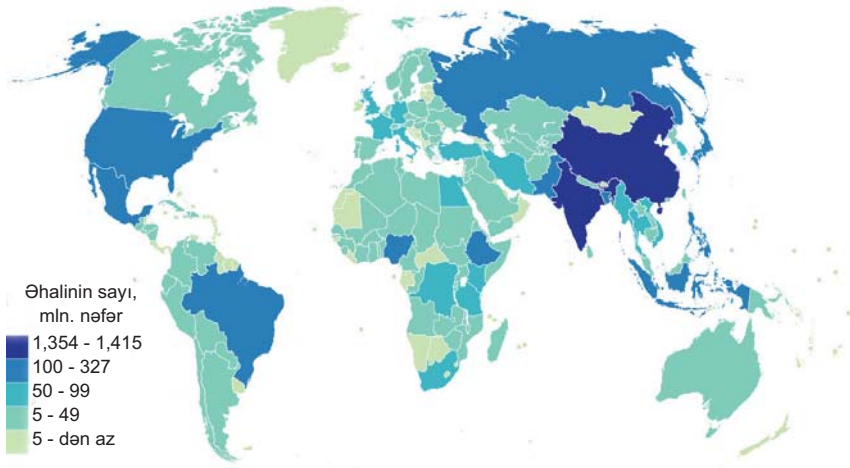 Əhalinin sayı,
mln. nəfər
1,354 - 1,415
100 - 327
50 - 99
5 - 49
5 - dən az